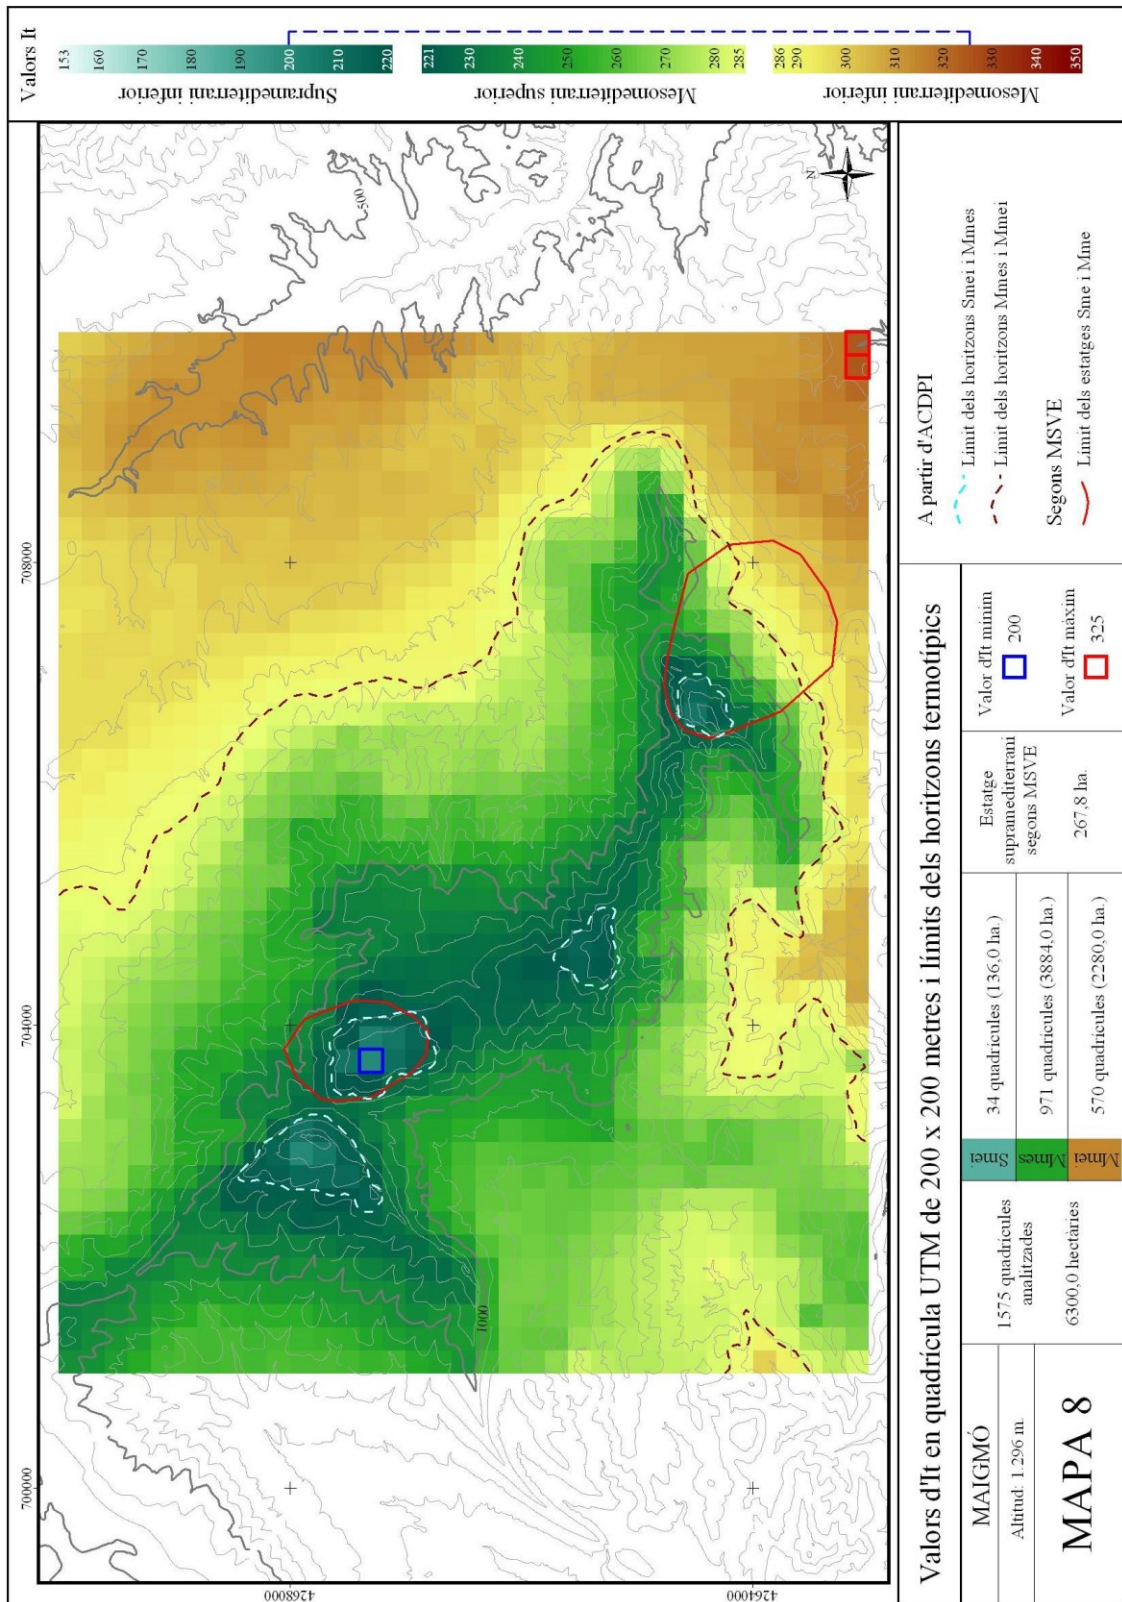 Valors It
153
160
170
180
190
200
210
220
Supramediterrani inferior
221
230
240
250
260
270
280
285
Mesomediterrani superior
286
290
300
310
320
330
340
350
Mesomediterrani inferior
700000
704000
708000
4268000
4264000
1000
500
N
Valors d'It en quadrícula UTM de 200 x 200 metres i límits dels horitzons termotípics
MAIGMÓ
Altitud: 1.296 m.
MAPA 8
1575 quadrícules
analitzades
6300,0 hectàries
Smei
34 quadrícules (136,0 ha.)
Mmes
971 quadrícules (3884,0 ha.)
Mmei
570 quadrícules (2280,0 ha.)
Estatge
supramediterrani
segons MSVE
267,8 ha.
Valor d'It mínim
200
Valor d'It màxim
325
A partir d'ACDPI
Límit dels horitzons Smei i Mmes
Límit dels horitzons Mmes i Mmei
Segons MSVE
Límit dels estatges Sme i Mme